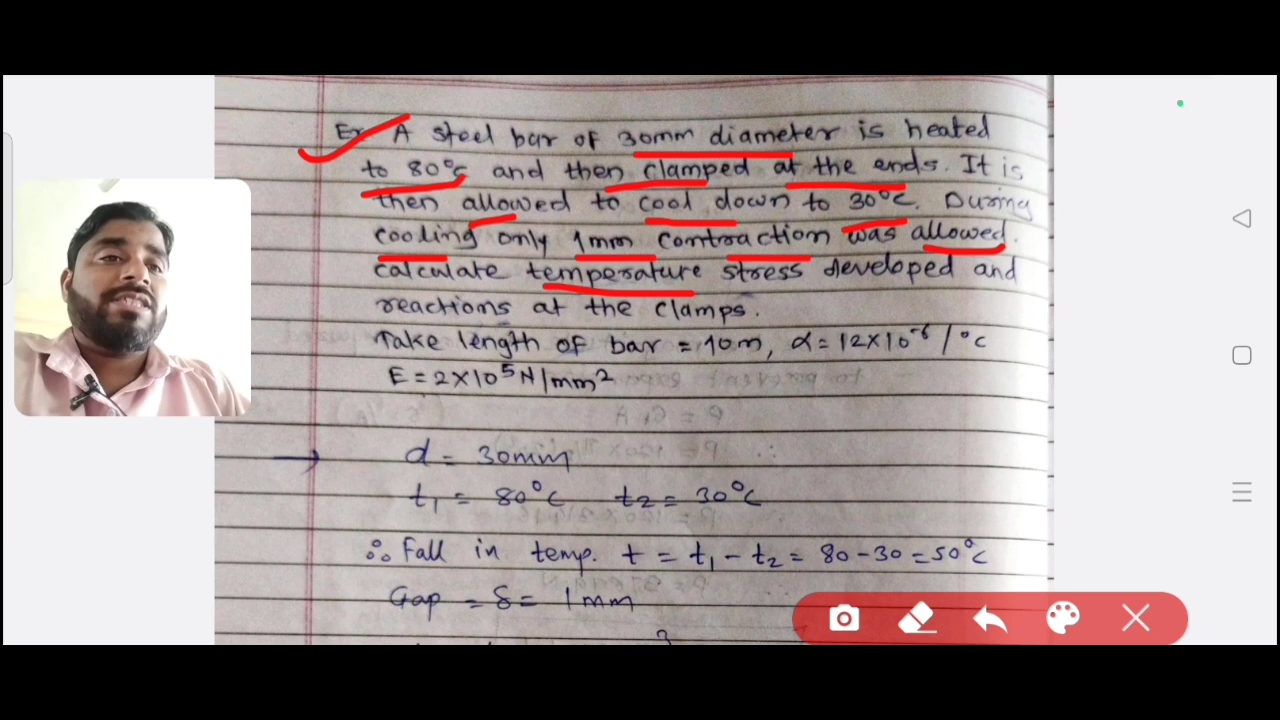 Ex. A steel bar of 30mm diameter is heated
to 80°c and then clamped at the ends. It is
then allowed to cool down to 30°c. During
cooling only 1mm contraction was allowed.
calculate temperature stress developed and
reactions at the clamps.
Take length of bar = 10m, α = 12×10⁻⁶/°c
E = 2×10⁵ N/mm²
→ d = 30mm
t₁ = 80°c t₂ = 30°c
∴ Fall in temp. t = t₁ - t₂ = 80 - 30 = 50°c
Gap = δ = 1mm